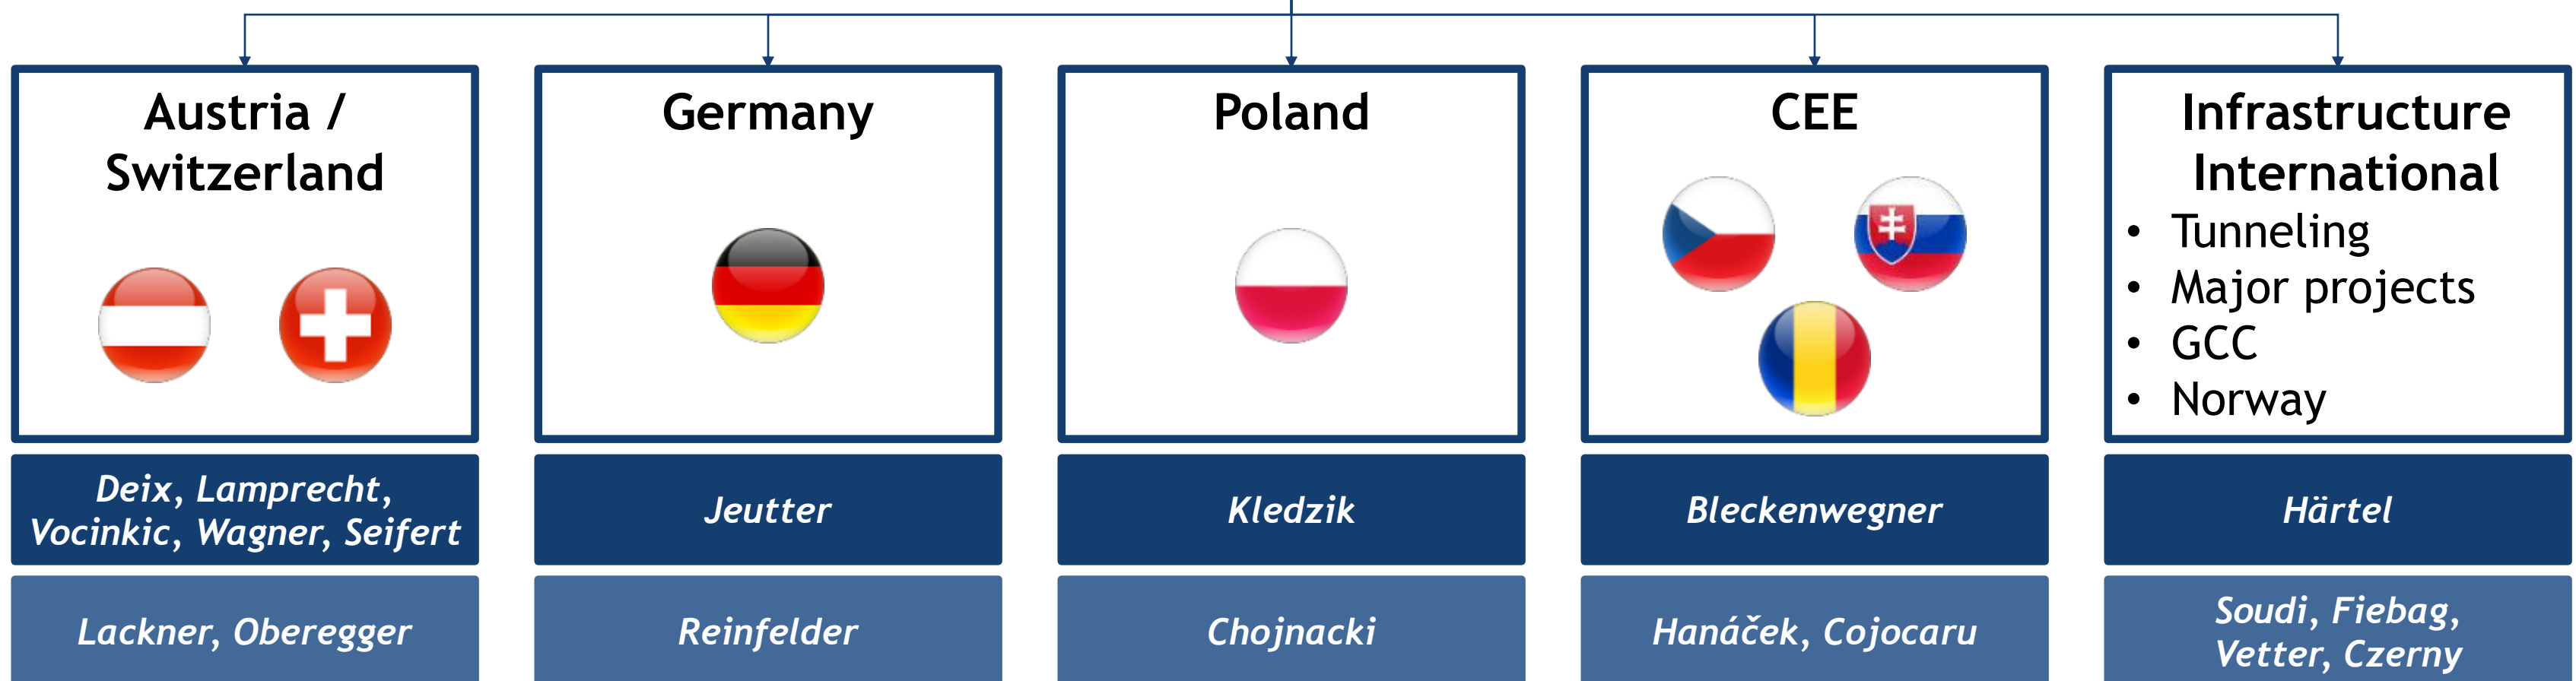 Austria /
Switzerland
Germany
Poland
CEE
Infrastructure
International
• Tunneling
• Major projects
• GCC
• Norway
Deix, Lamprecht,
Vocinkic, Wagner, Seifert
Jeutter
Kledzik
Bleckenwegner
Härtel
Lackner, Oberegger
Reinfelder
Chojnacki
Hanáček, Cojocaru
Soudi, Fiebag,
Vetter, Czerny